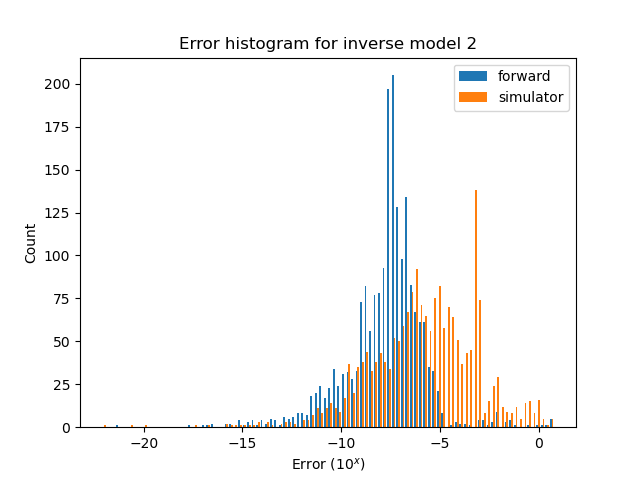 Error histogram for inverse model 2
forward
simulator
200
175
150
125
100
75
50
25
0
Count
−20 −15 −10 −5 0
Error (10^x)